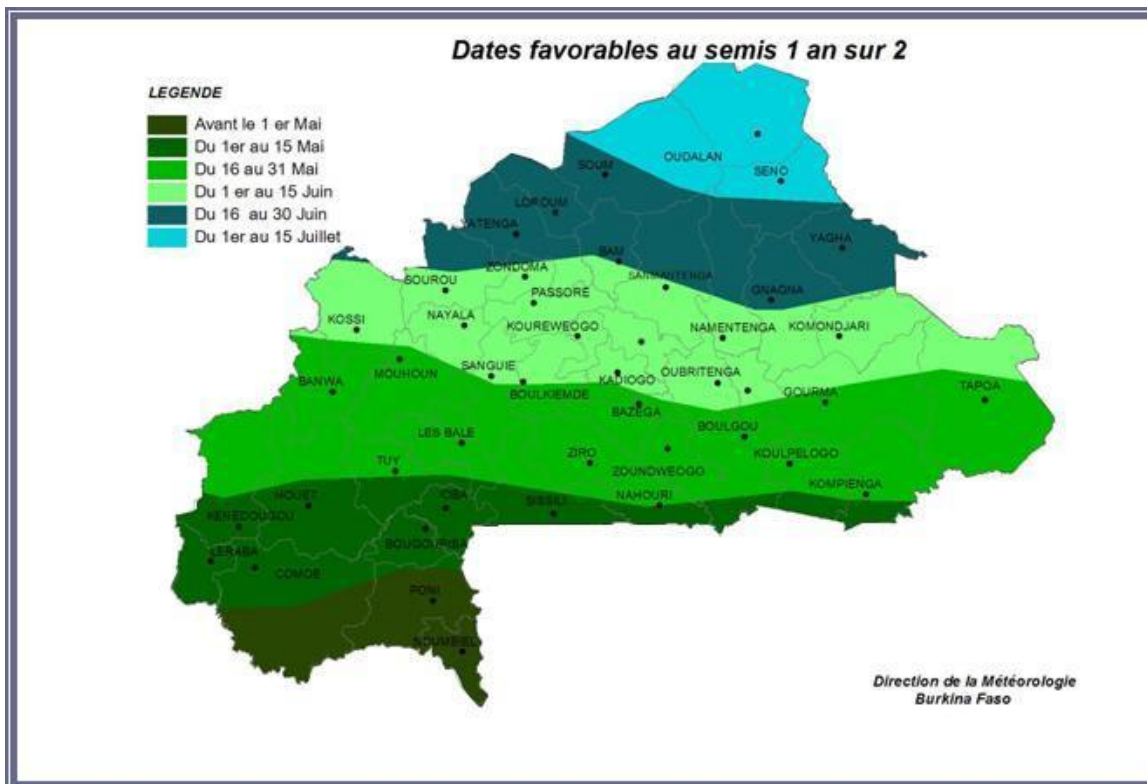 Dates favorables au semis 1 an sur 2
LEGENDE
Avant le 1 er Mai
Du 1er au 15 Mai
Du 16 au 31 Mai
Du 1 er au 15 Juin
Du 16 au 30 Juin
Du 1er au 15 Juillet
OUDALAN
SOUM
SENO
LOROUM
YATENGA
YAGHA
BAM
ZONDOMA
SANMANTENGA
SOUROU
GNAGNA
PASSORE
KOSSI
NAYALA
KOUREWEOGO
NAMENTENGA
KOMONDJARI
MOUHOUN
SANGUIE
KADIOGO
OUBRITENGA
BANWA
BOULKIEMDE
GOURMA
TAPOA
BAZEGA
LES BALE
BOULGOU
TUY
ZIRO
ZOUNDWEOGO
KOULPELOGO
KOMPIENGA
HOUET
IOBA
SISSILI
NAHOURI
KENEDOUGOU
BOUGOURIBA
LERABA
COMOE
PONI
NOUMBIEL
Direction de la Météorologie
Burkina Faso